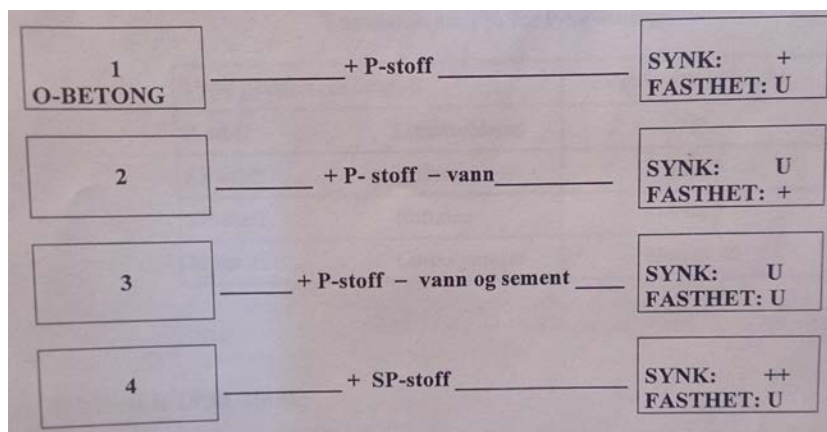 1
O-BETONG
+ P-stoff
SYNK: +
FASTHET: U
2
+ P- stoff – vann
SYNK: U
FASTHET: +
3
+ P-stoff – vann og sement
SYNK: U
FASTHET: U
4
+ SP-stoff
SYNK: ++
FASTHET: U